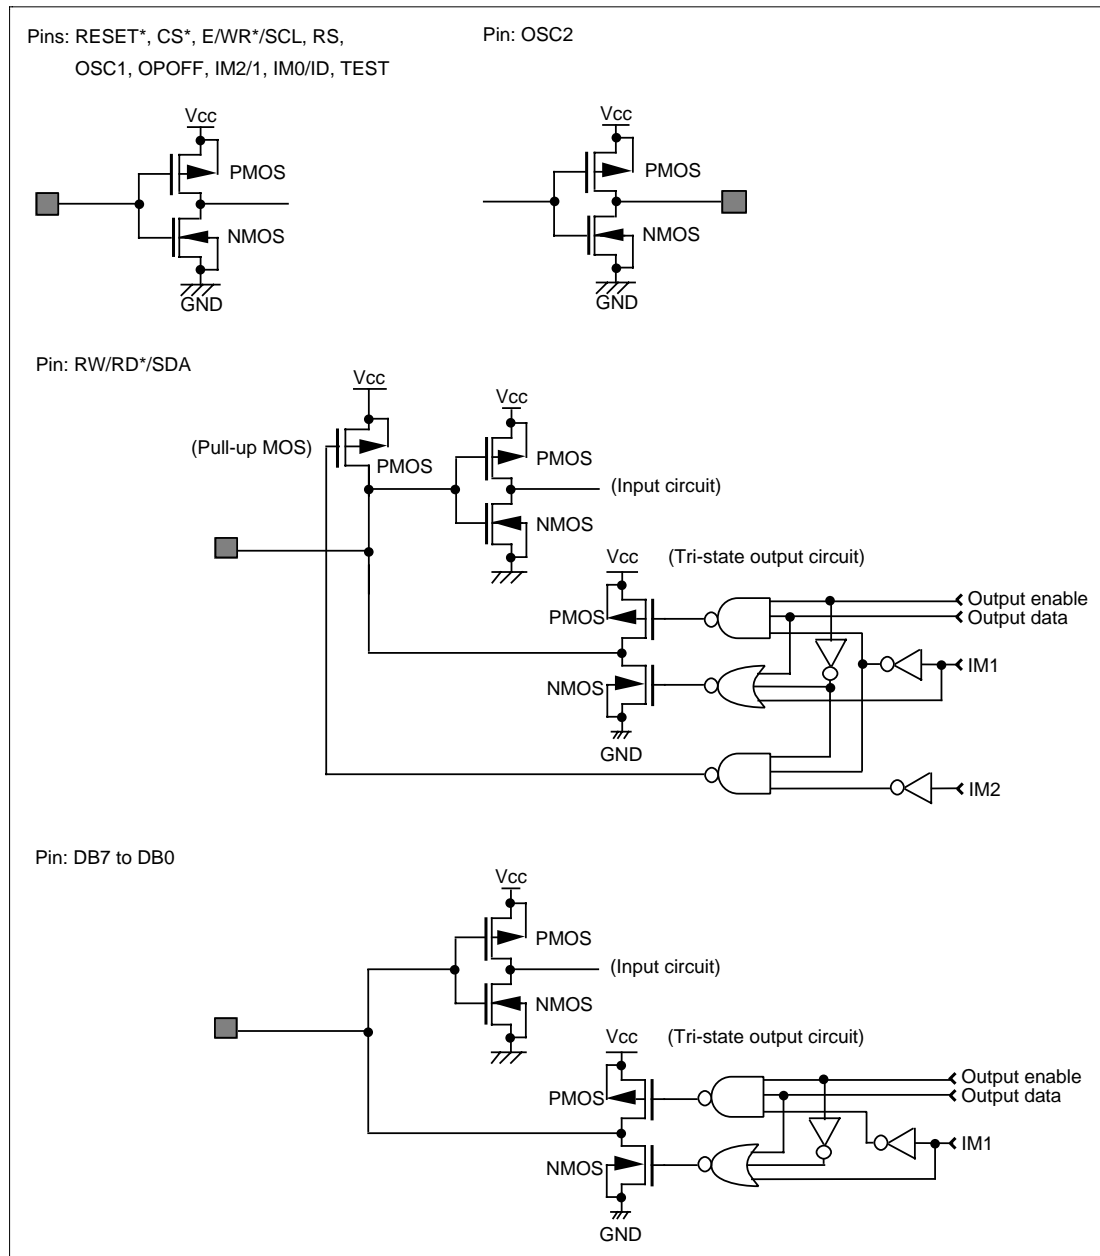 Pins: RESET*, CS*, E/WR*/SCL, RS,
OSC1, OPOFF, IM2/1, IM0/ID, TEST
Vcc
PMOS
NMOS
GND
Pin: OSC2
Vcc
PMOS
NMOS
GND
Pin: RW/RD*/SDA
Vcc
Vcc
(Pull-up MOS)
PMOS
PMOS
(Input circuit)
NMOS
Vcc
(Tri-state output circuit)
PMOS
Output enable
Output data
IM1
NMOS
GND
IM2
Pin: DB7 to DB0
Vcc
PMOS
(Input circuit)
NMOS
Vcc
(Tri-state output circuit)
PMOS
Output enable
Output data
IM1
NMOS
GND